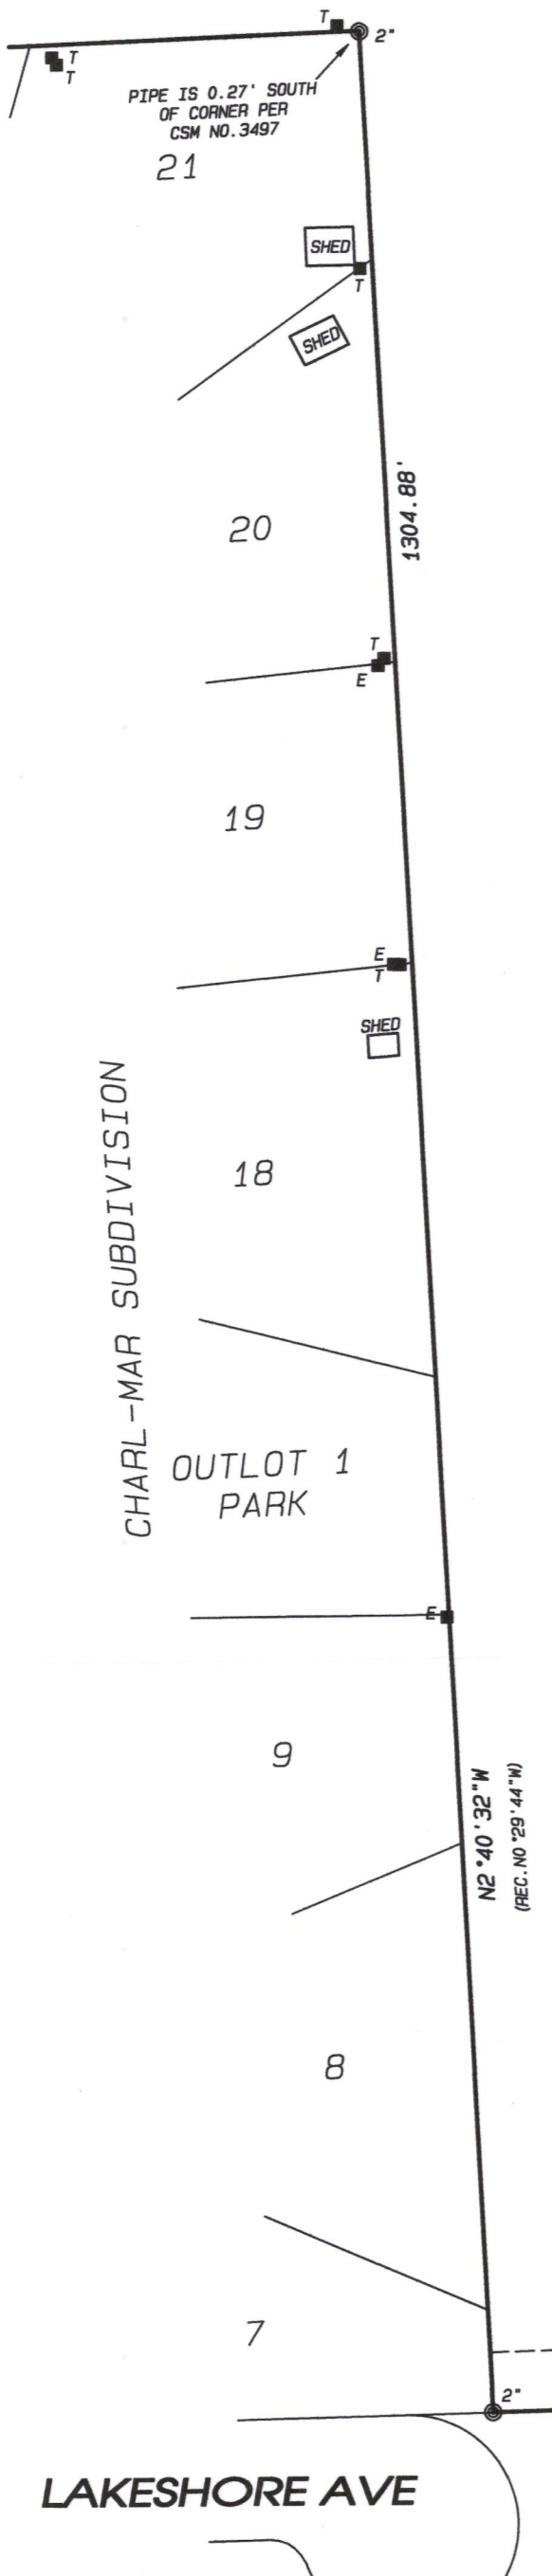 T
2"
T
T
PIPE IS 0.27' SOUTH
OF CORNER PER
CSM NO.3497
21
SHED
T
SHED
1304.88'
20
T
E
19
E
T
SHED
18
CHARL-MAR SUBDIVISION
OUTLOT 1
PARK
E
9
N2°40'32"W
(REC.N0°29'44"W)
8
7
2"
LAKESHORE AVE